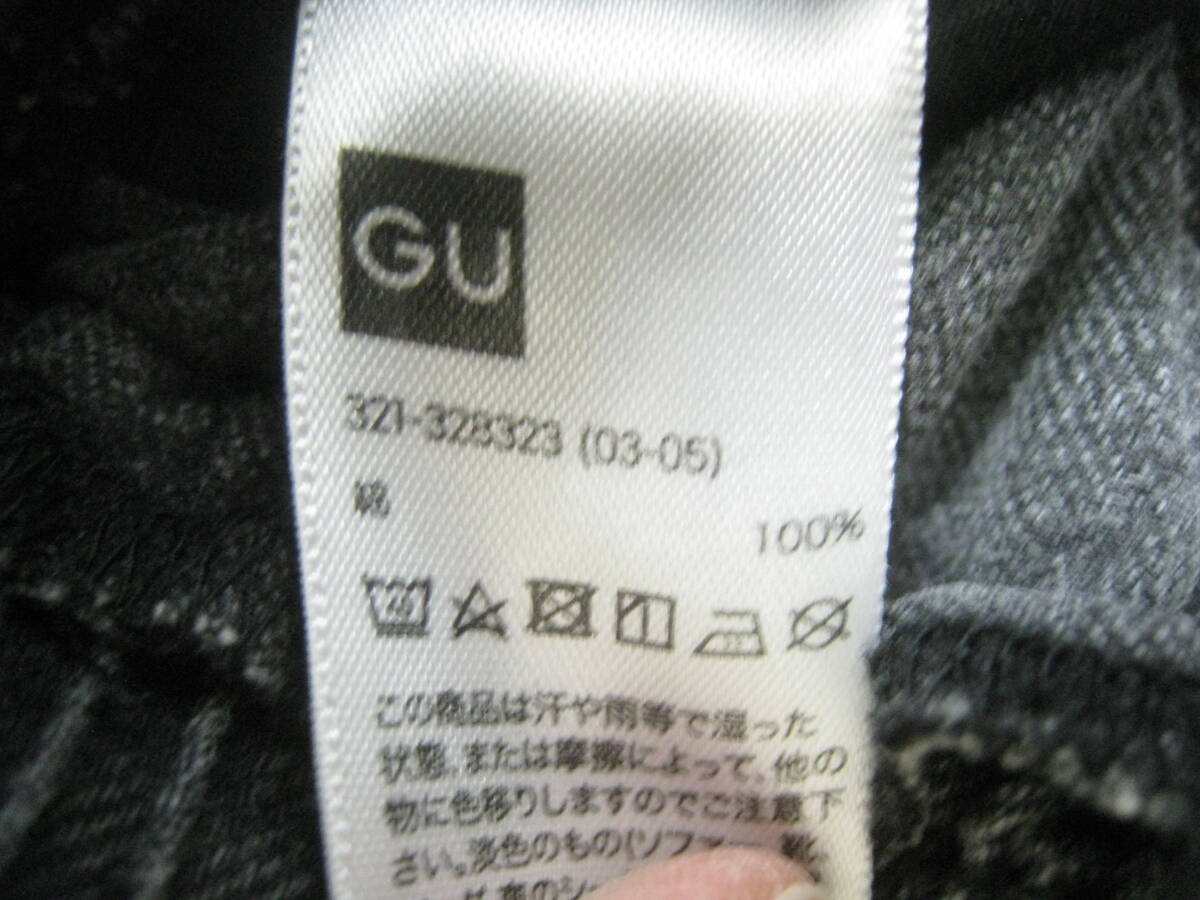 GU
321-328323 (03-05)
綿 100%
40
この商品は汗や雨等で湿った
状態、または摩擦によって、他の
物に色移りしますのでご注意下
さい。淡色のもの(ソファー、靴、